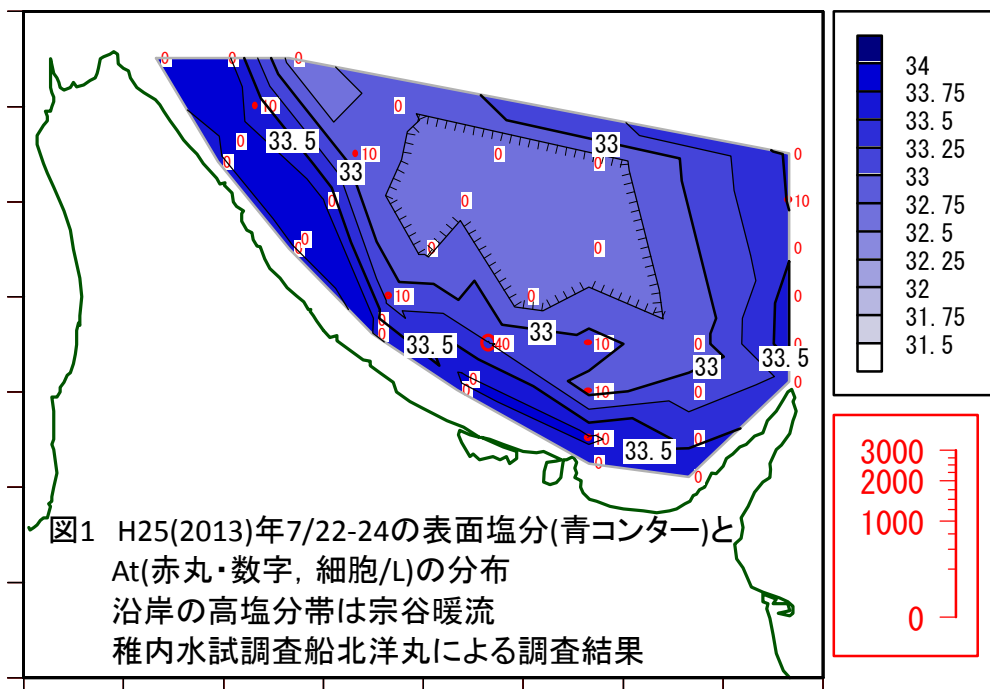 0 0 0
10 0
33.5 0 10 33 0 0
0 33 0
0 0 10
0 0 0 0 0
10 0 0
0 33.5 40 33 10 0 33 33.5
0
0 0 10 0 0
10 0
33.5
0 0
34
33.75
33.5
33.25
33
32.75
32.5
32.25
32
31.75
31.5
3000
2000
1000
0
図1 H25(2013)年7/22-24の表面塩分(青コンター)と
At(赤丸・数字, 細胞/L)の分布
沿岸の高塩分帯は宗谷暖流
稚内水試調査船北洋丸による調査結果